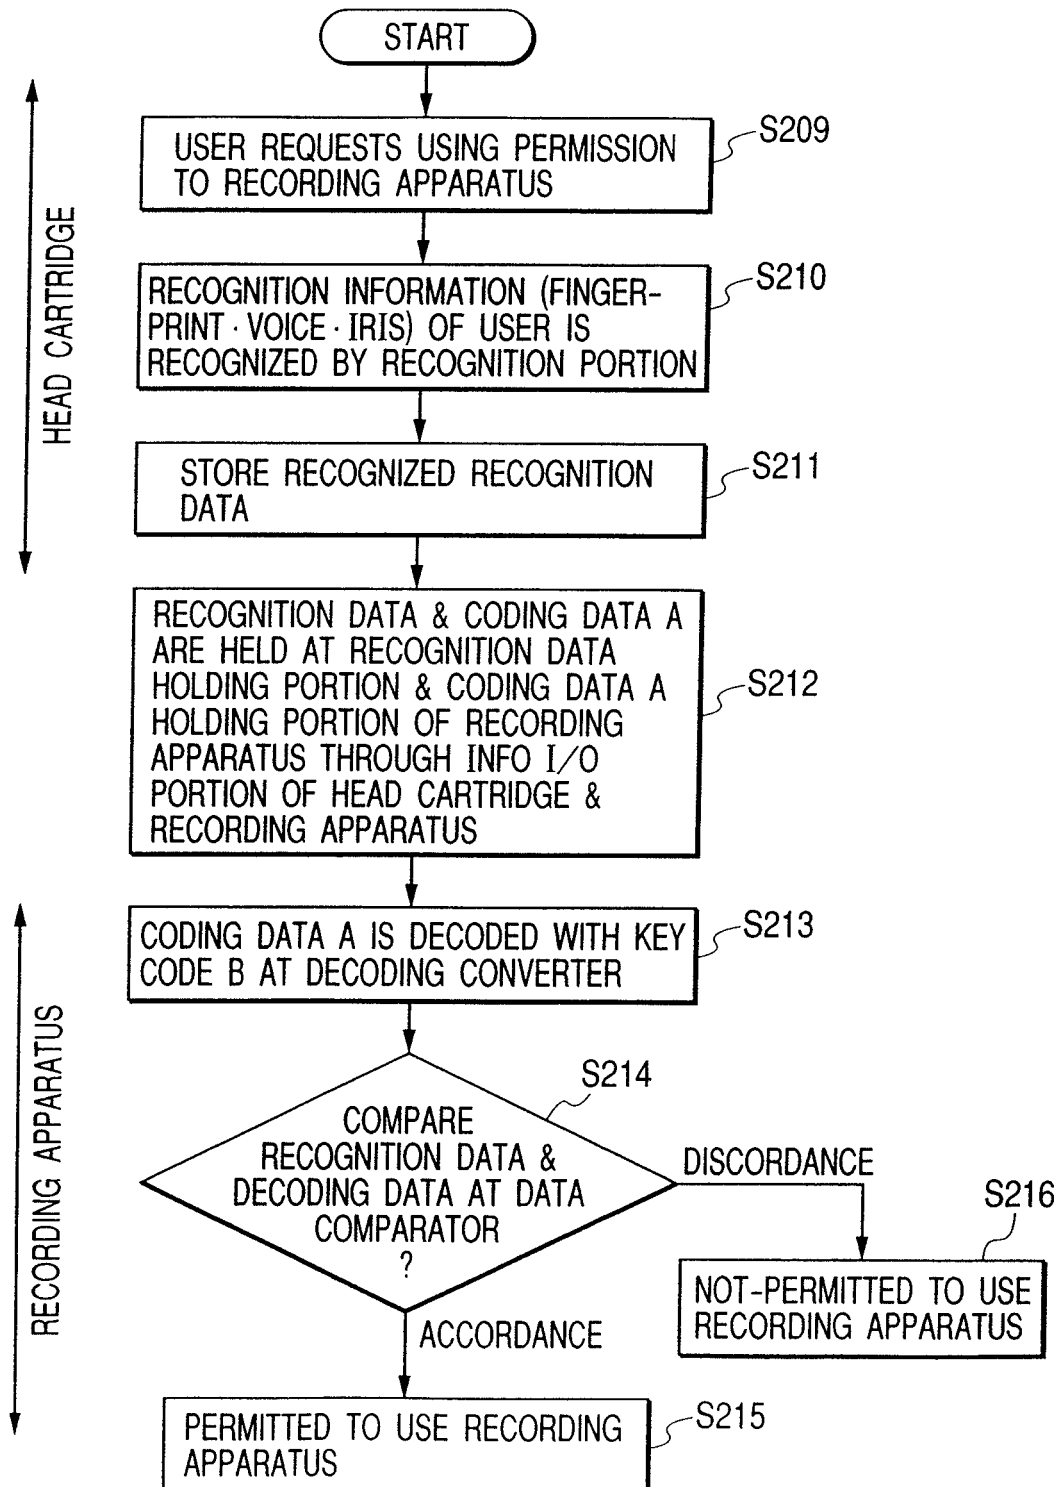 START
S209
USER REQUESTS USING PERMISSION
TO RECORDING APPARATUS
HEAD CARTRIDGE
S210
RECOGNITION INFORMATION (FINGER-
PRINT · VOICE · IRIS) OF USER IS
RECOGNIZED BY RECOGNITION PORTION
S211
STORE RECOGNIZED RECOGNITION
DATA
S212
RECOGNITION DATA & CODING DATA A
ARE HELD AT RECOGNITION DATA
HOLDING PORTION & CODING DATA A
HOLDING PORTION OF RECORDING
APPARATUS THROUGH INFO I/O
PORTION OF HEAD CARTRIDGE &
RECORDING APPARATUS
S213
CODING DATA A IS DECODED WITH KEY
CODE B AT DECODING CONVERTER
RECORDING APPARATUS
S214
COMPARE
RECOGNITION DATA &
DECODING DATA AT DATA
COMPARATOR
?
DISCORDANCE
S216
NOT-PERMITTED TO USE
RECORDING APPARATUS
ACCORDANCE
S215
PERMITTED TO USE RECORDING
APPARATUS